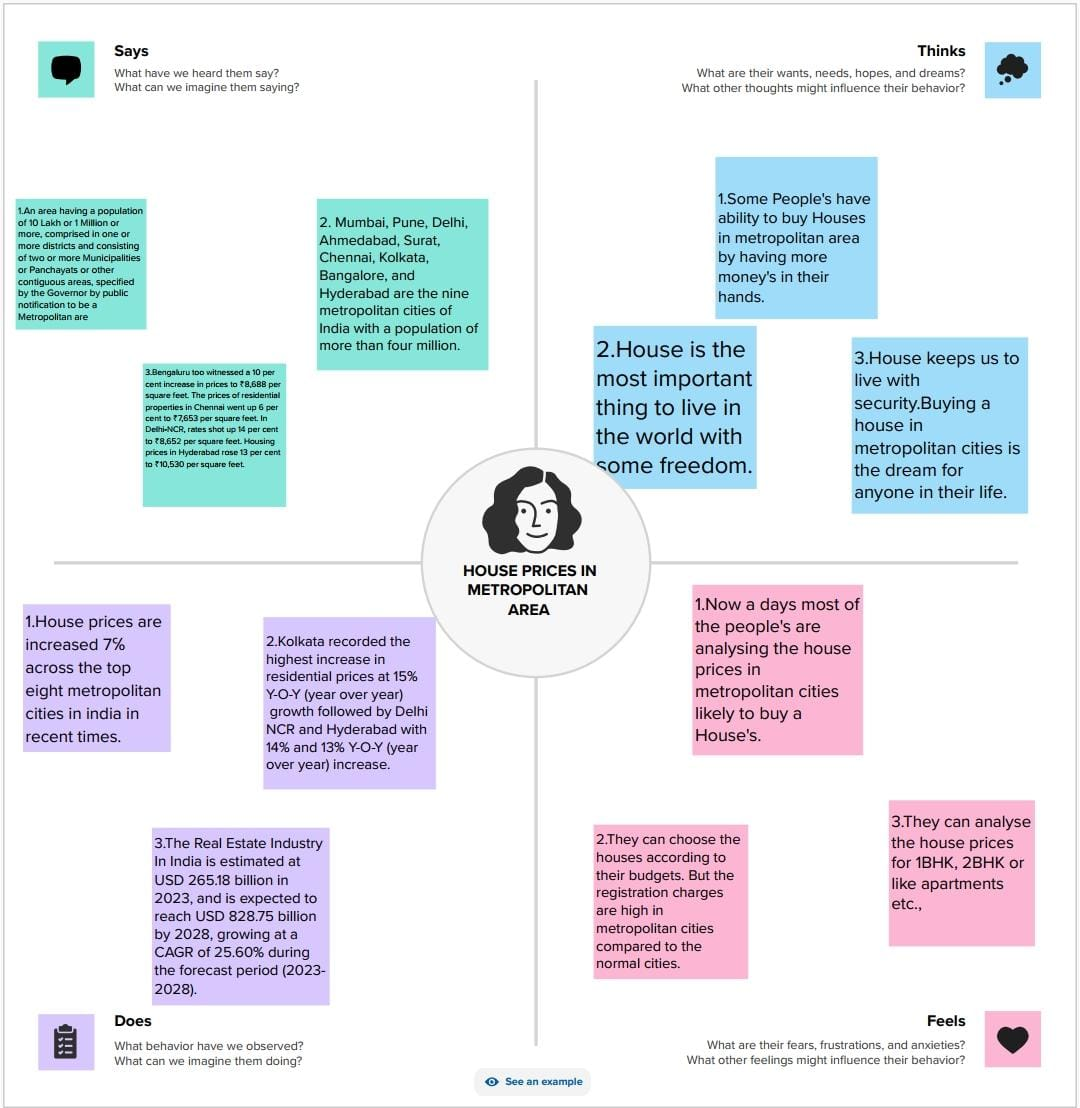 Says
What have we heard them say?
What can we imagine them saying?
Thinks
What are their wants, needs, hopes, and dreams?
What other thoughts might influence their behavior?
1.An area having a population
of 10 Lakh or 1 Million or
more, comprised in one or
more districts and consisting
of two or more Municipalities
or Panchayats or other
contiguous areas, specified
by the Governor by public
notification to be a
Metropolitan are
2. Mumbai, Pune, Delhi,
Ahmedabad, Surat,
Chennai, Kolkata,
Bangalore, and
Hyderabad are the nine
metropolitan cities of
India with a population of
more than four million.
3.Bengaluru too witnessed a 10 per
cent increase in prices to ₹8,688 per
square feet. The prices of residential
properties in Chennai went up 6 per
cent to ₹7,653 per square feet. In
Delhi-NCR, rates shot up 14 per cent
to ₹8,652 per square feet. Housing
prices in Hyderabad rose 13 per cent
to ₹10,530 per square feet.
1.Some People's have
ability to buy Houses
in metropolitan area
by having more
money's in their
hands.
2.House is the
most important
thing to live in
the world with
some freedom.
3.House keeps us to
live with
security.Buying a
house in
metropolitan cities is
the dream for
anyone in their life.
HOUSE PRICES IN
METROPOLITAN
AREA
1.House prices are
increased 7%
across the top
eight metropolitan
cities in india in
recent times.
2.Kolkata recorded the
highest increase in
residential prices at 15%
Y-O-Y (year over year)
growth followed by Delhi
NCR and Hyderabad with
14% and 13% Y-O-Y (year
over year) increase.
3.The Real Estate Industry
In India is estimated at
USD 265.18 billion in
2023, and is expected to
reach USD 828.75 billion
by 2028, growing at a
CAGR of 25.60% during
the forecast period (2023-
2028).
1.Now a days most of
the people's are
analysing the house
prices in
metropolitan cities
likely to buy a
House's.
2.They can choose the
houses according to
their budgets. But the
registration charges
are high in
metropolitan cities
compared to the
normal cities.
3.They can analyse
the house prices
for 1BHK, 2BHK or
like apartments
etc.,
Does
What behavior have we observed?
What can we imagine them doing?
Feels
What are their fears, frustrations, and anxieties?
What other feelings might influence their behavior?
See an example